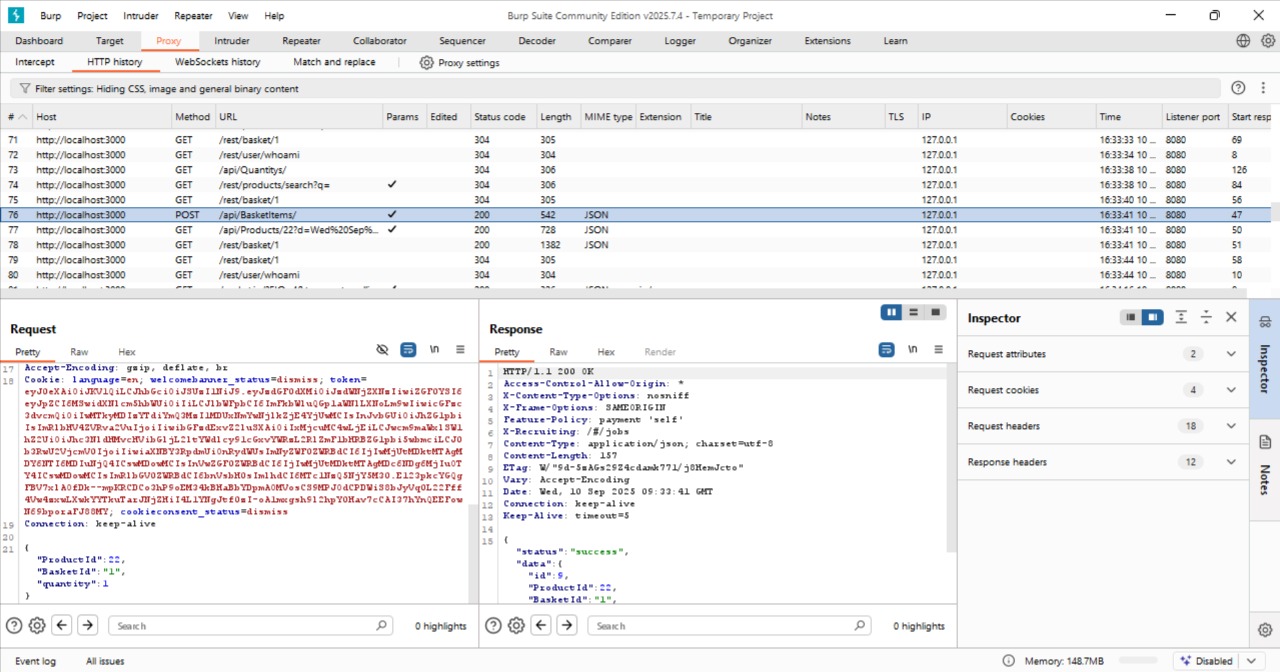 Burp Project Intruder Repeater View Help Burp Suite Community Edition v2025.7.4 - Temporary Project
Dashboard Target Proxy Intruder Repeater Collaborator Sequencer Decoder Comparer Logger Organizer Extensions Learn
Intercept HTTP history WebSockets history Match and replace Proxy settings
Filter settings: Hiding CSS, image and general binary content
# Host Method URL Params Edited Status code Length MIME type Extension Title Notes TLS IP Cookies Time Listener port Start resp
71 http://localhost:3000 GET /rest/basket/1 304 305 127.0.0.1 16:33:33 10 ... 8080 69
72 http://localhost:3000 GET /rest/user/whoami 304 304 127.0.0.1 16:33:34 10 ... 8080 8
73 http://localhost:3000 GET /api/Quantitys/ 304 306 127.0.0.1 16:33:38 10 ... 8080 126
74 http://localhost:3000 GET /rest/products/search?q= ✓ 304 306 127.0.0.1 16:33:38 10 ... 8080 84
75 http://localhost:3000 GET /rest/basket/1 304 305 127.0.0.1 16:33:40 10 ... 8080 56
76 http://localhost:3000 POST /api/BasketItems/ ✓ 200 542 JSON 127.0.0.1 16:33:41 10 ... 8080 47
77 http://localhost:3000 GET /api/Products/22?d=Wed%20Sep%... ✓ 200 728 JSON 127.0.0.1 16:33:41 10 ... 8080 50
78 http://localhost:3000 GET /rest/basket/1 200 1382 JSON 127.0.0.1 16:33:41 10 ... 8080 51
79 http://localhost:3000 GET /rest/basket/1 304 305 127.0.0.1 16:33:44 10 ... 8080 58
80 http://localhost:3000 GET /rest/user/whoami 304 304 127.0.0.1 16:33:44 10 ... 8080 10
Request
Pretty Raw Hex \n
17 Accept-Encoding: gzip, deflate, br
18 Cookie: language=en; welcomebanner_status=dismiss; token=
cookieconsent_status=dismiss
19 Connection: keep-alive
20
21 {
"ProductId":22,
"BasketId":"1",
"quantity":1
}
Search 0 highlights
Response
Pretty Raw Hex Render \n
1 HTTP/1.1 200 OK
2 Access-Control-Allow-Origin: *
3 X-Content-Type-Options: nosniff
4 X-Frame-Options: SAMEORIGIN
5 Feature-Policy: payment 'self'
6 X-Recruiting: /#/jobs
7 Content-Type: application/json; charset=utf-8
8 Content-Length: 157
9 ETag:
10 Vary: Accept-Encoding
11 Date: Wed, 10 Sep 2025 09:33:41 GMT
12 Connection: keep-alive
13 Keep-Alive: timeout=5
14
15 {
"status":"success",
"data":{
"id":9,
"ProductId":22,
"BasketId":"1",
Search 0 highlights
Inspector
Request attributes 2
Request cookies 4
Request headers 18
Response headers 12
Inspector
Notes
Event log All issues Memory: 148.7MB Disabled